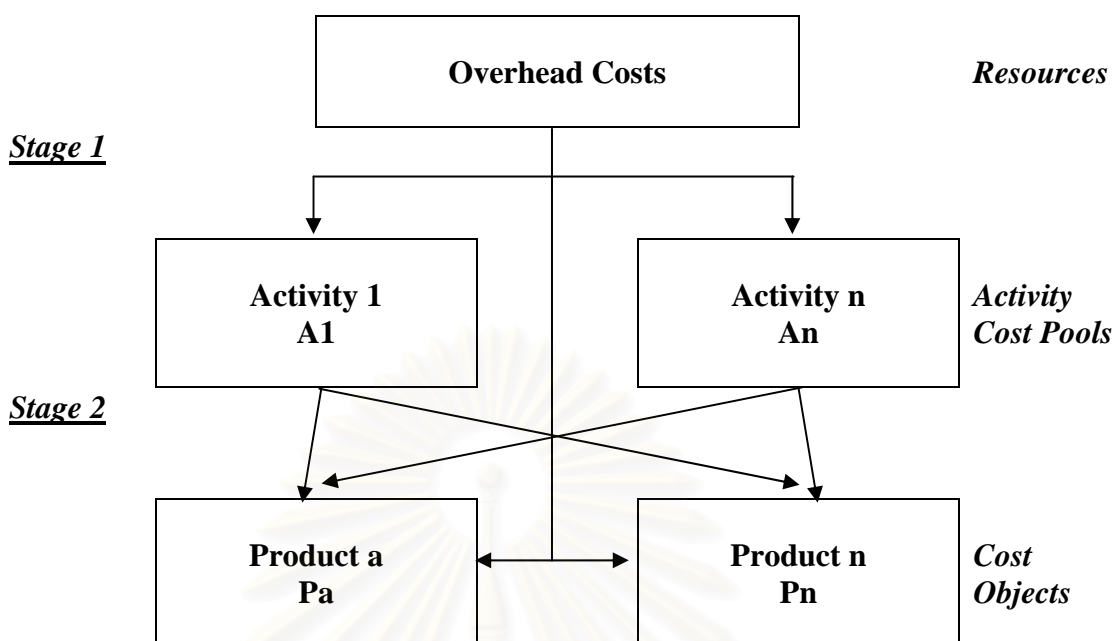 Overhead Costs
Resources
Stage 1
Activity 1
A1
Activity n
An
Activity
Cost Pools
Stage 2
Product a
Pa
Product n
Pn
Cost
Objects